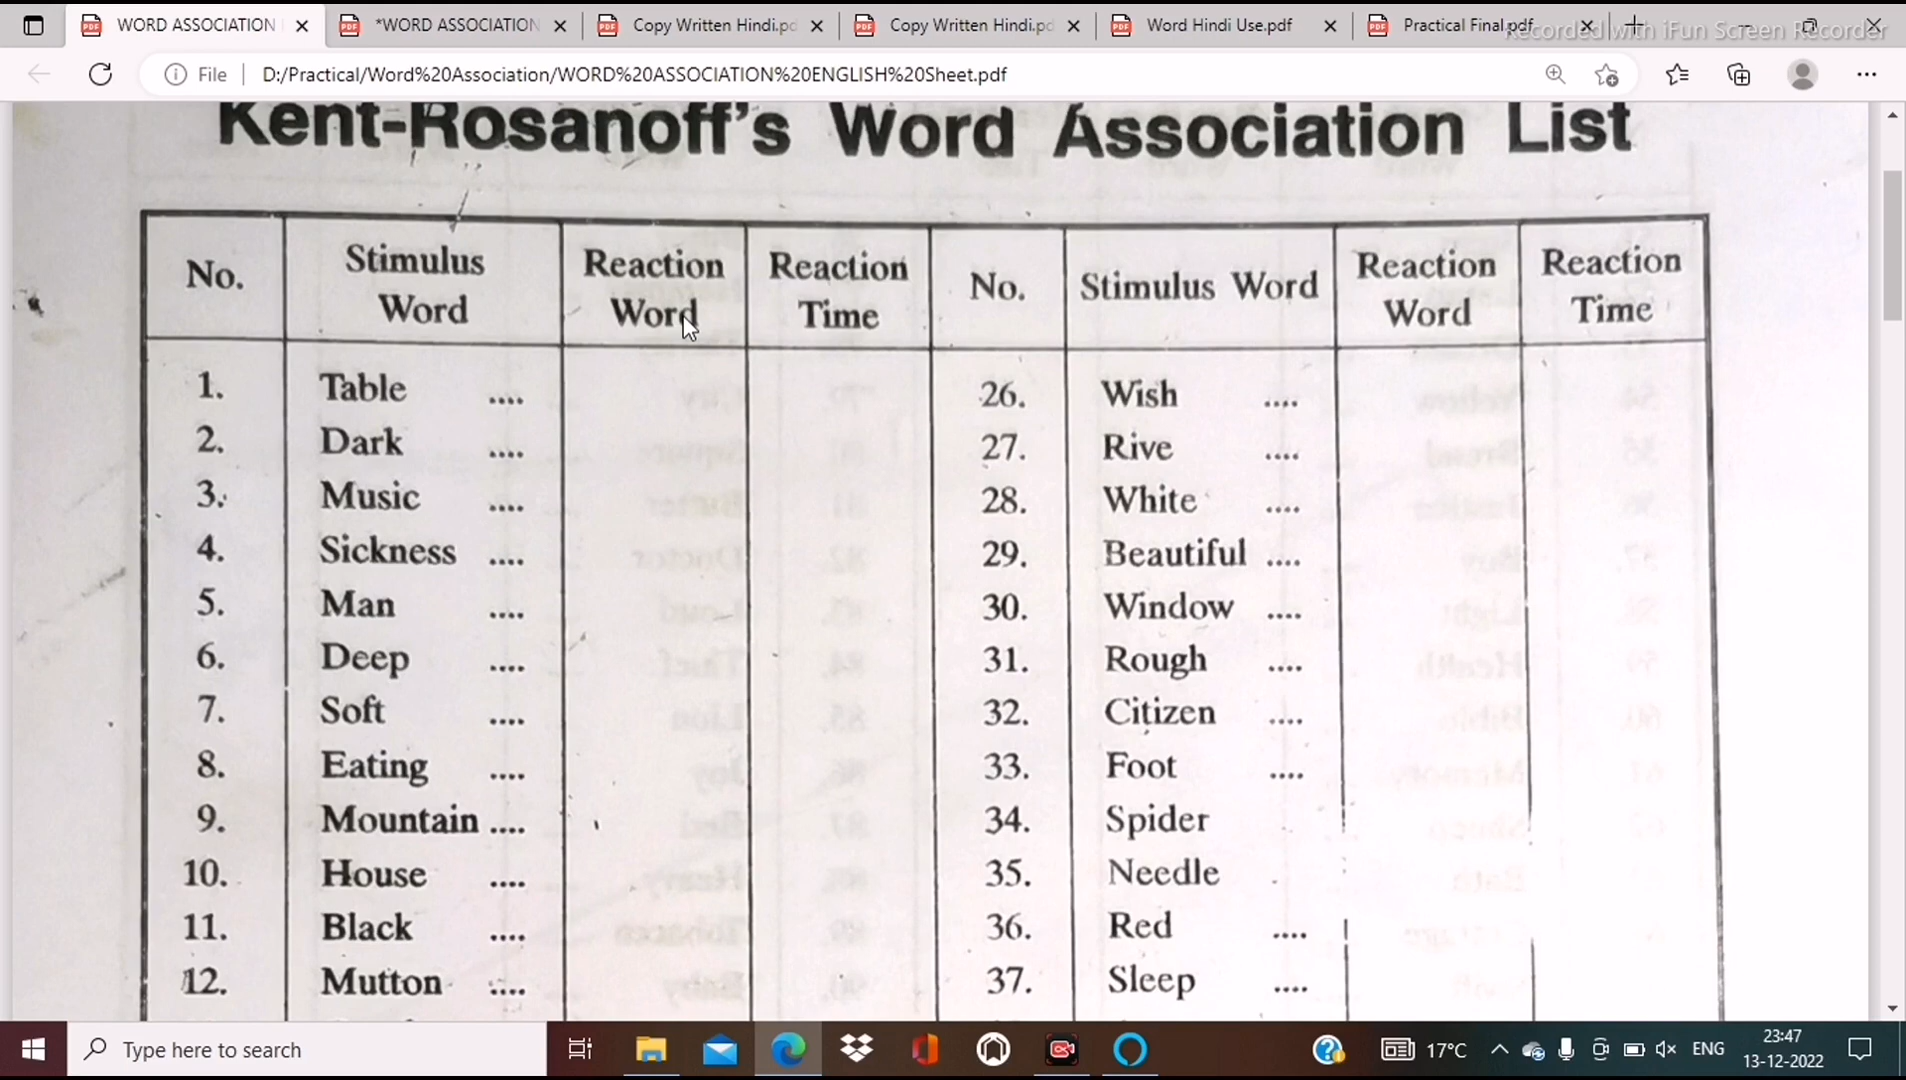 WORD ASSOCIATION
*WORD ASSOCIATION
Copy Written Hindi.pd
Copy Written Hindi.pd
Word Hindi Use.pdf
Practical Final.pdf
Recorded with iFun Screen Recorder
File
D:/Practical/Word%20Association/WORD%20ASSOCIATION%20ENGLISH%20Sheet.pdf
Kent-Rosanoff's Word Association List
No. Stimulus Word Reaction Word Reaction Time No. Stimulus Word Reaction Word Reaction Time
1. Table .... 26. Wish ....
2. Dark .... 27. Rive ....
3. Music .... 28. White ....
4. Sickness .... 29. Beautiful ....
5. Man .... 30. Window ....
6. Deep .... 31. Rough ....
7. Soft .... 32. Citizen ....
8. Eating .... 33. Foot ....
9. Mountain .... 34. Spider
10. House .... 35. Needle .
11. Black .... 36. Red ....
12. Mutton .... 37. Sleep ....
Type here to search
17°C
ENG
23:47
13-12-2022